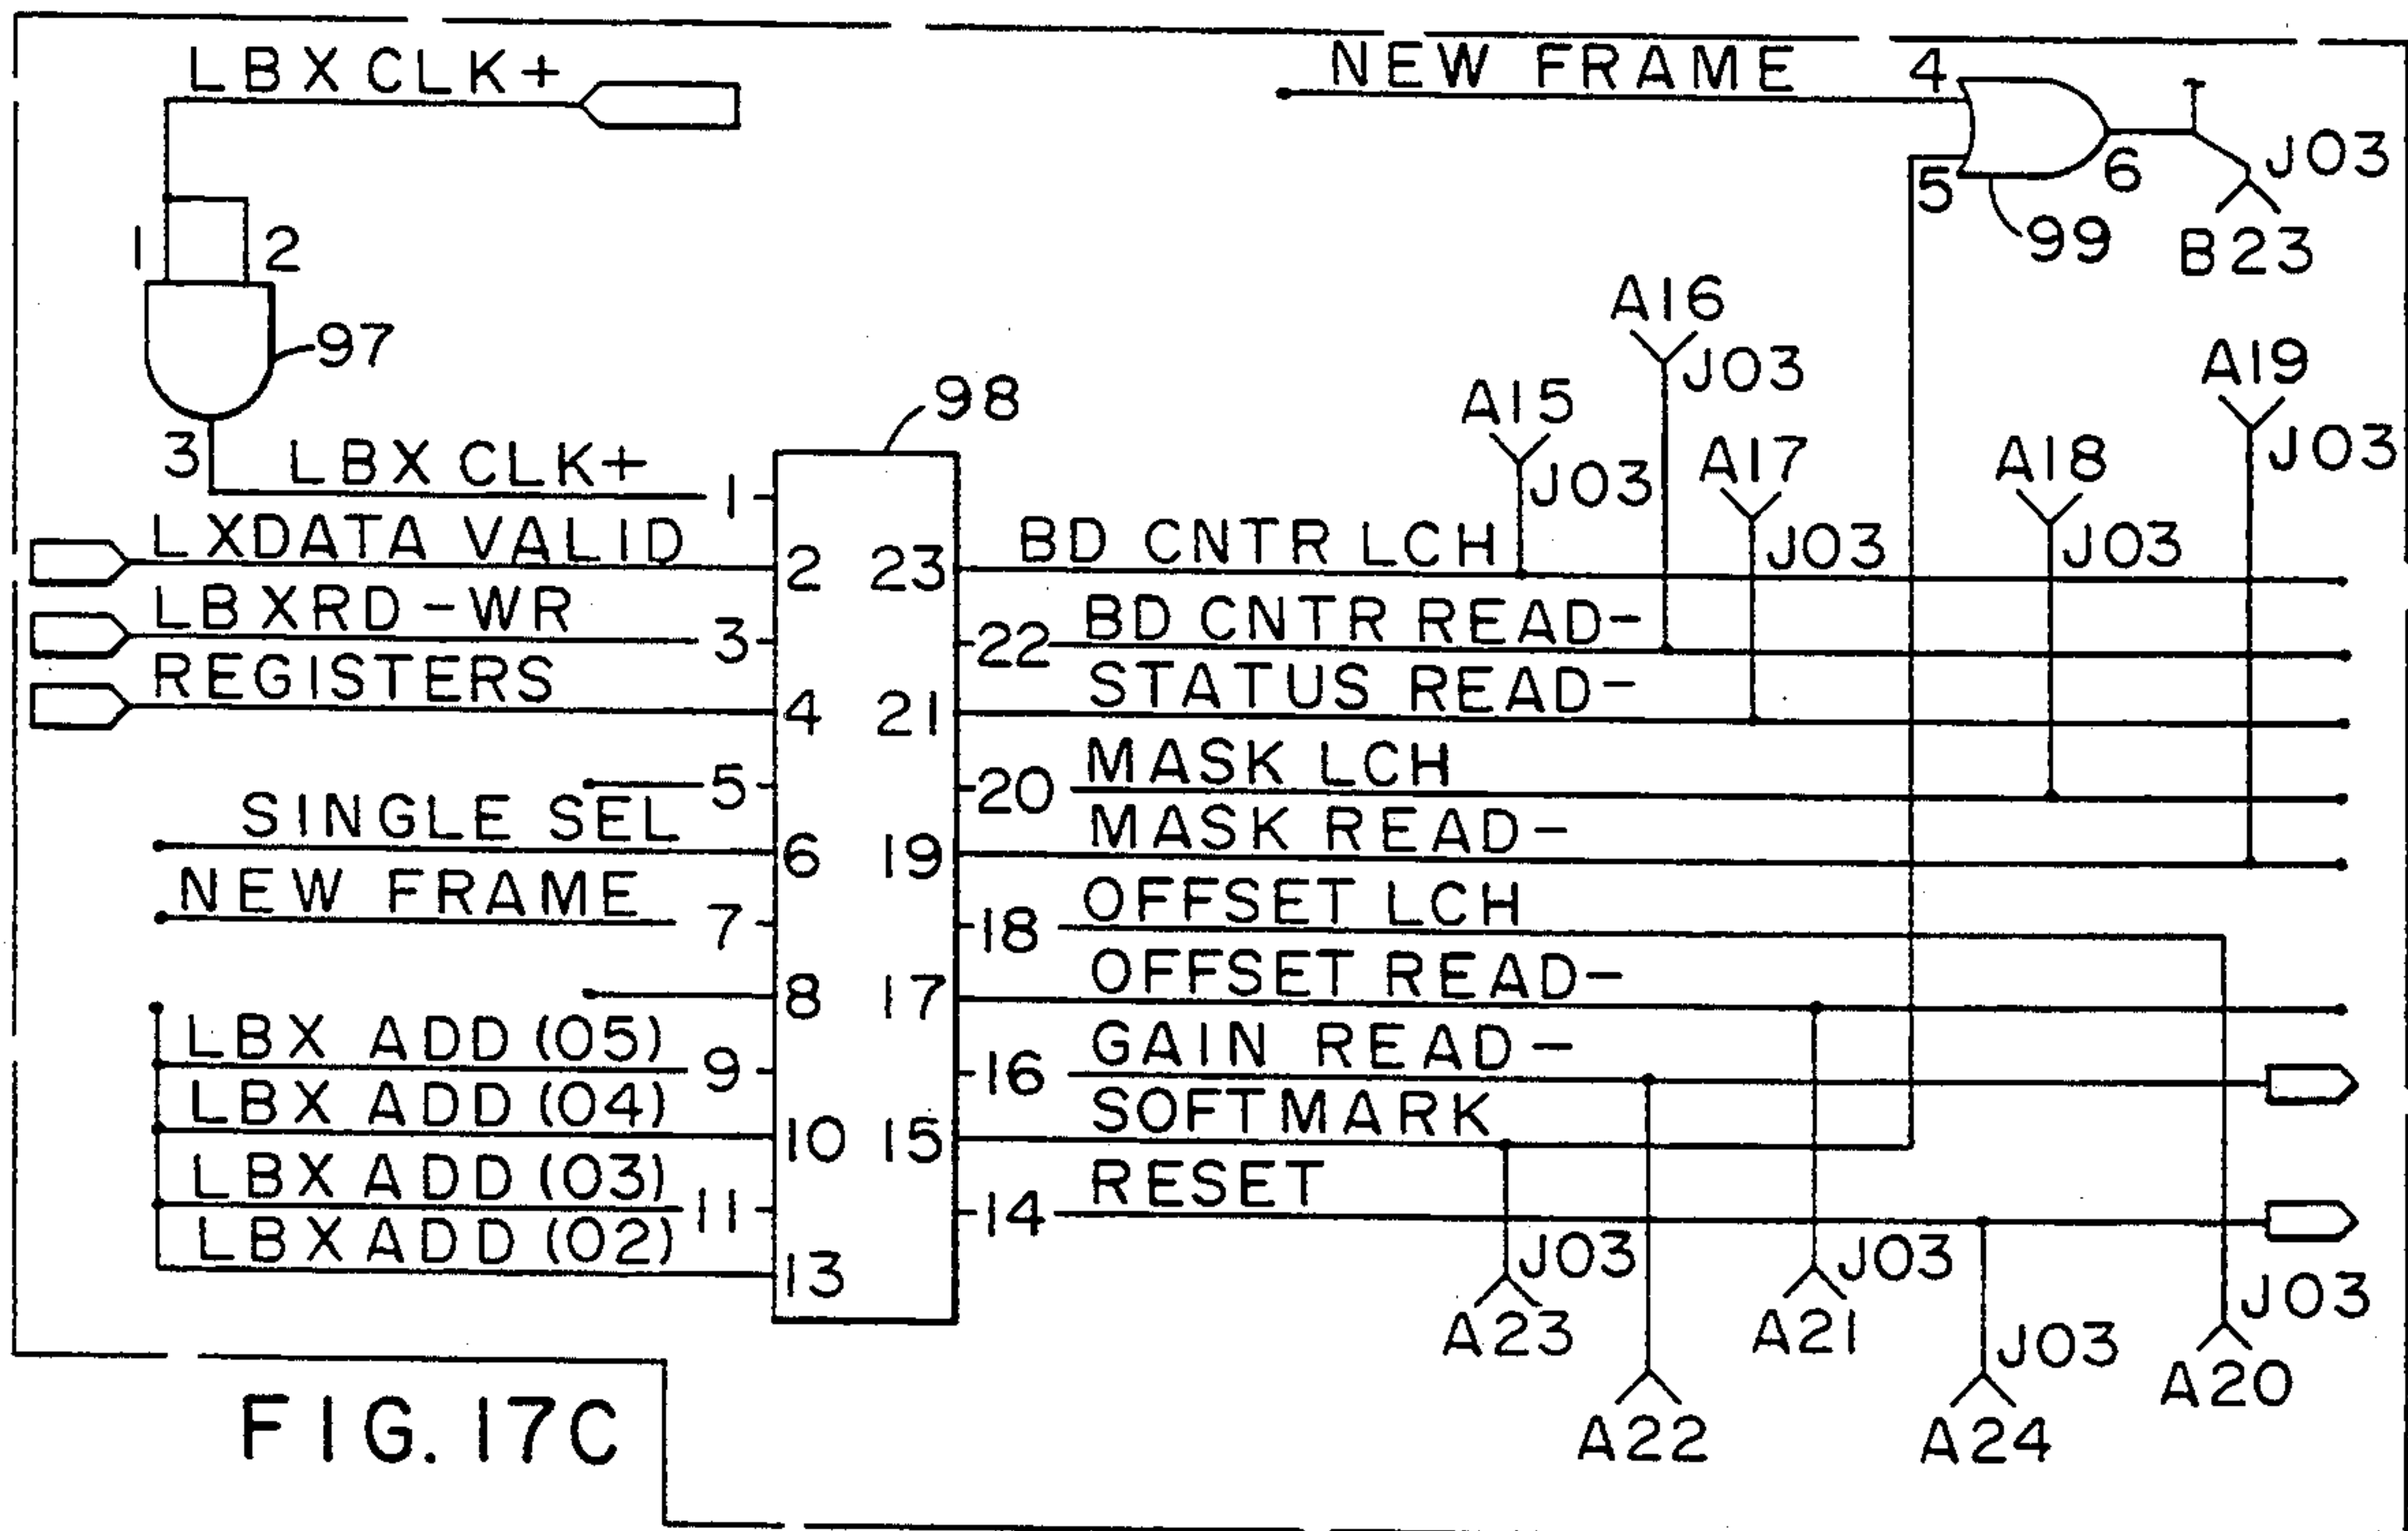 LBX CLK+
NEW FRAME 4
5 6 J03
99 B23
1 2
97
3 LBX CLK+ 1
98
A16
J03
A15
J03
A17
J03
A18
J03
A19
J03
LXDATA VALID 2
LBXRD-WR 3
REGISTERS 4
5
SINGLE SEL 6
NEW FRAME 7
8
LBX ADD (05) 9
LBX ADD (04) 10
LBX ADD (03) 11
LBX ADD (02) 13
23 BD CNTR LCH
22 BD CNTR READ-
21 STATUS READ-
20 MASK LCH
19 MASK READ-
18 OFFSET LCH
17 OFFSET READ-
16 GAIN READ-
15 SOFTMARK
14 RESET
J03
A23
A22
J03
A21
J03
A24
J03
A20
FIG. 17C